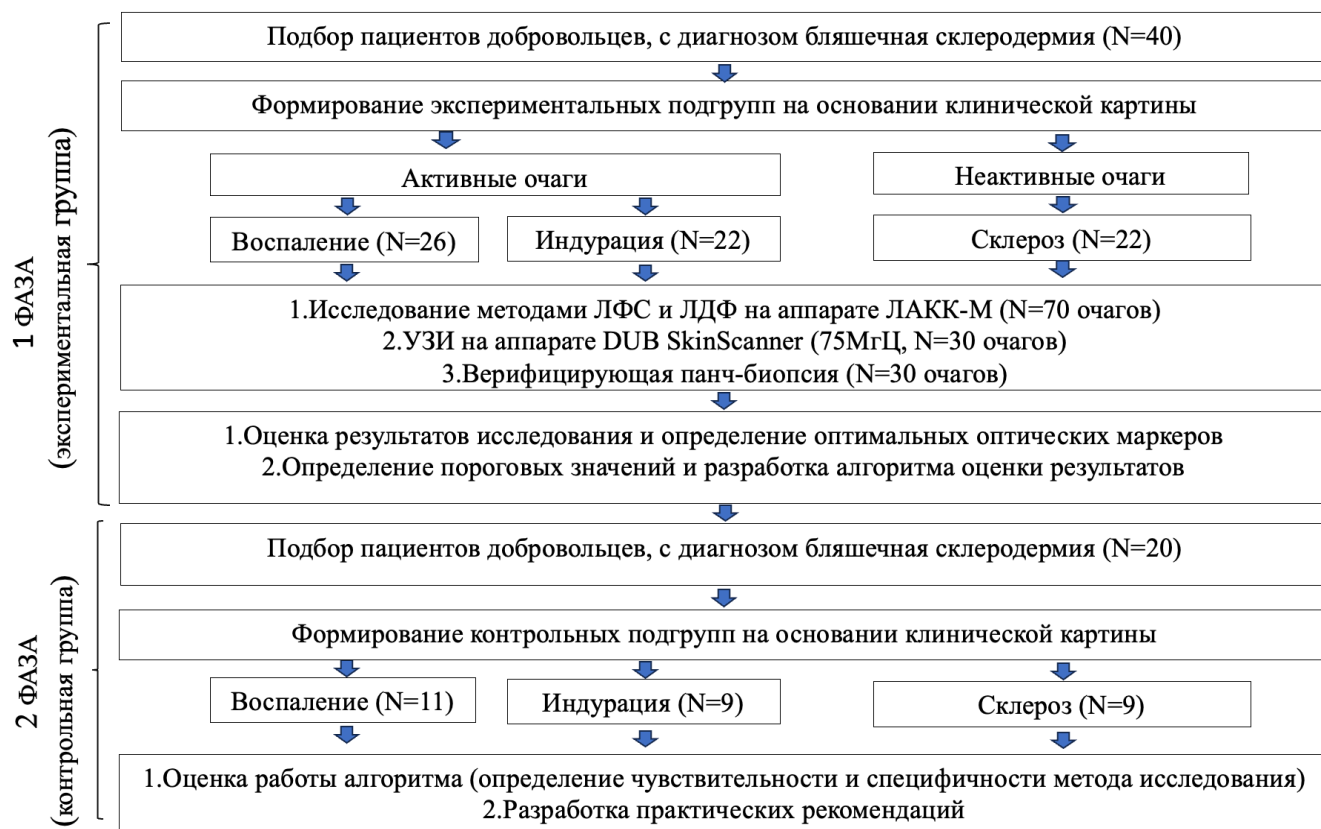 Подбор пациентов добровольцев, с диагнозом бляшечная склеродермия (N=40)
Формирование экспериментальных подгрупп на основании клинической картины
Активные очаги
Неактивные очаги
Воспаление (N=26)
Индурация (N=22)
Склероз (N=22)
1.Исследование методами ЛФС и ЛДФ на аппарате ЛАКК-М (N=70 очагов)
2.УЗИ на аппарате DUB SkinScanner (75МгЦ, N=30 очагов)
3.Верифицирующая панч-биопсия (N=30 очагов)
1.Оценка результатов исследования и определение оптимальных оптических маркеров
2.Определение пороговых значений и разработка алгоритма оценки результатов
1 ФАЗА
(экспериментальная группа)
Подбор пациентов добровольцев, с диагнозом бляшечная склеродермия (N=20)
Формирование контрольных подгрупп на основании клинической картины
Воспаление (N=11)
Индурация (N=9)
Склероз (N=9)
1.Оценка работы алгоритма (определение чувствительности и специфичности метода исследования)
2.Разработка практических рекомендаций
2 ФАЗА
(контрольная группа)